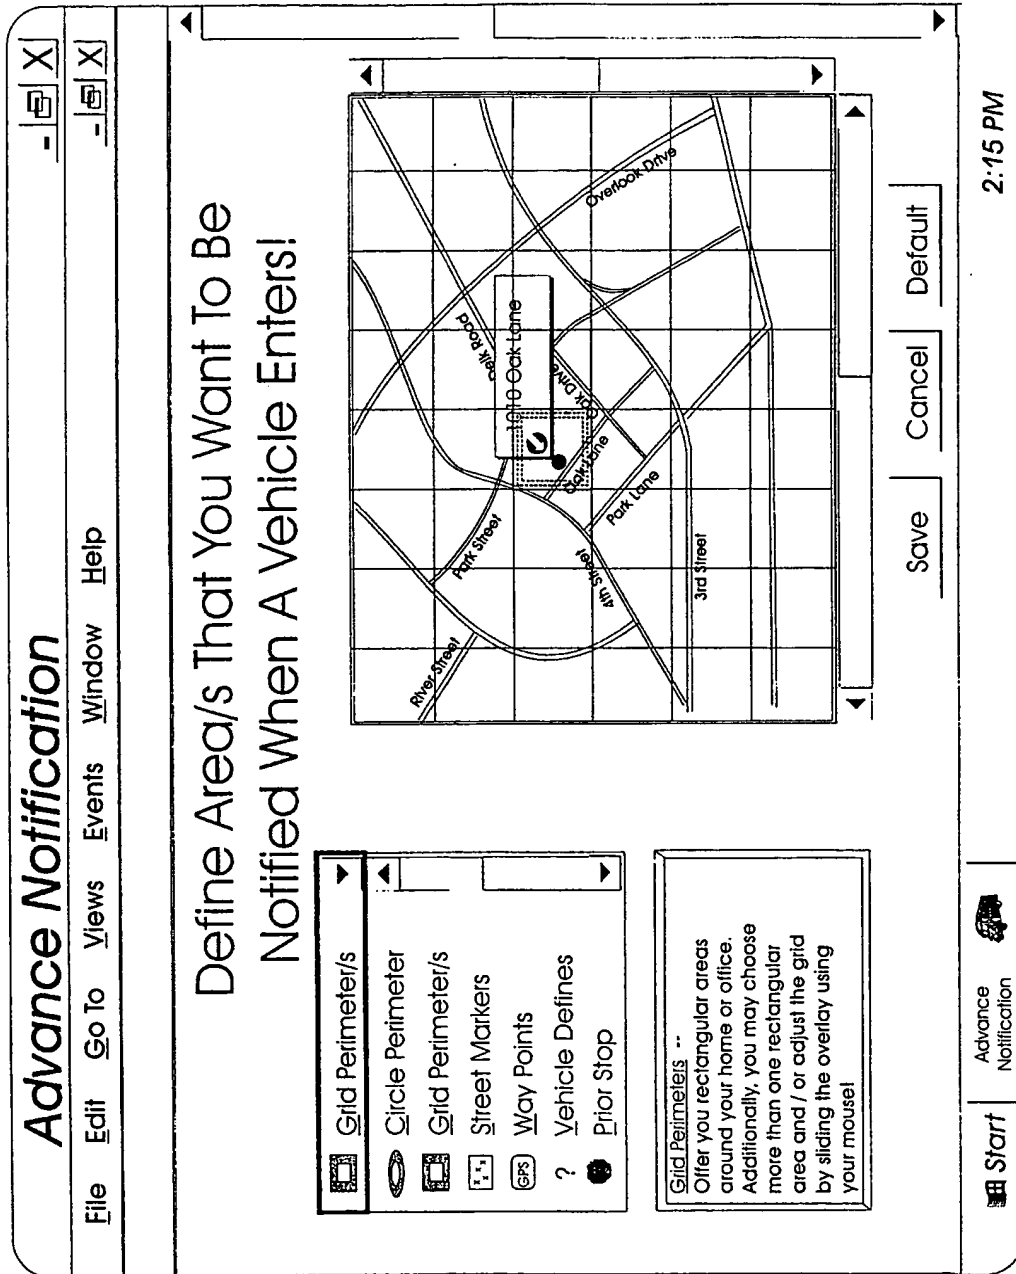 Advance Notification
File Edit Go To Views Events Window Help
Define Area/s That You Want To Be
Notified When A Vehicle Enters!
Grid Perimeter/s
Circle Perimeter
Grid Perimeter/s
Street Markers
GPS Way Points
? Vehicle Defines
Prior Stop
Grid Perimeters --
Offer you rectangular areas
around your home or office.
Additionally, you may choose
more than one rectangular
area and / or adjust the grid
by sliding the overlay using
your mouse!
River Street
Park Street
4th Street
3rd Street
Park Lane
Oak Lane
Oak Drive
1010 Oak Lane
Road
Overlook Drive
Save Cancel Default
Start
Advance
Notification
2:15 PM